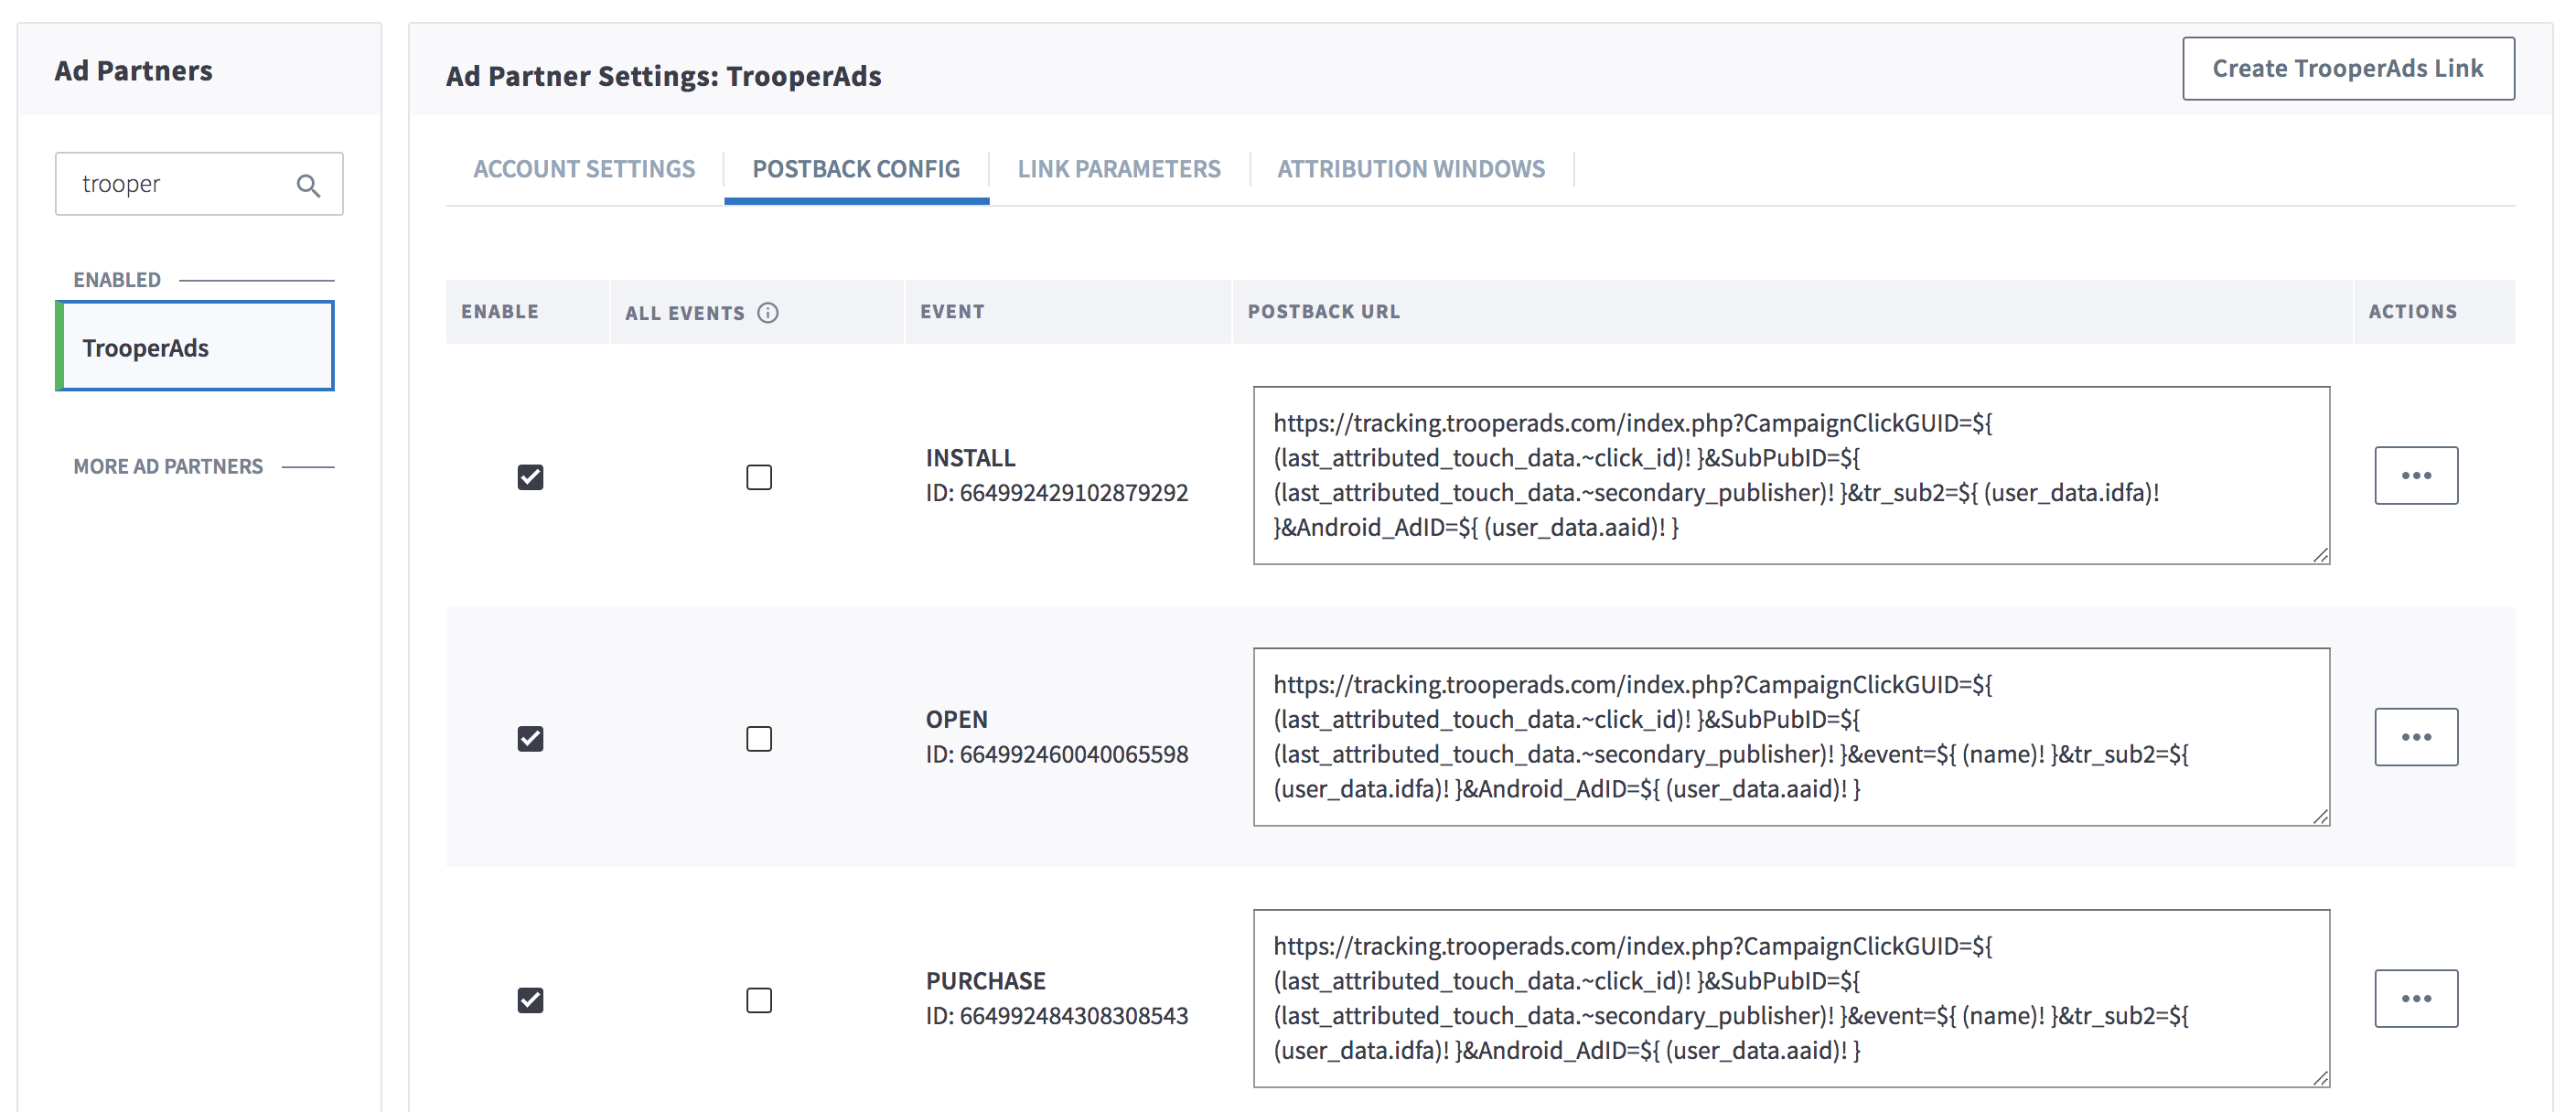 Ad Partners
trooper
ENABLED
TrooperAds
MORE AD PARTNERS
Ad Partner Settings: TrooperAds
Create TrooperAds Link
ACCOUNT SETTINGS
POSTBACK CONFIG
LINK PARAMETERS
ATTRIBUTION WINDOWS
ENABLE
ALL EVENTS
EVENT
POSTBACK URL
ACTIONS
INSTALL
ID: 664992429102879292
https://tracking.trooperads.com/index.php?CampaignClickGUID=${
(last_attributed_touch_data.~click_id)! }&SubPubID=${
(last_attributed_touch_data.~secondary_publisher)! }&tr_sub2=${ (user_data.idfa)!
}&Android_AdID=${ (user_data.aaid)! }
OPEN
ID: 664992460040065598
https://tracking.trooperads.com/index.php?CampaignClickGUID=${
(last_attributed_touch_data.~click_id)! }&SubPubID=${
(last_attributed_touch_data.~secondary_publisher)! }&event=${ (name)! }&tr_sub2=${
(user_data.idfa)! }&Android_AdID=${ (user_data.aaid)! }
PURCHASE
ID: 664992484308308543
https://tracking.trooperads.com/index.php?CampaignClickGUID=${
(last_attributed_touch_data.~click_id)! }&SubPubID=${
(last_attributed_touch_data.~secondary_publisher)! }&event=${ (name)! }&tr_sub2=${
(user_data.idfa)! }&Android_AdID=${ (user_data.aaid)! }